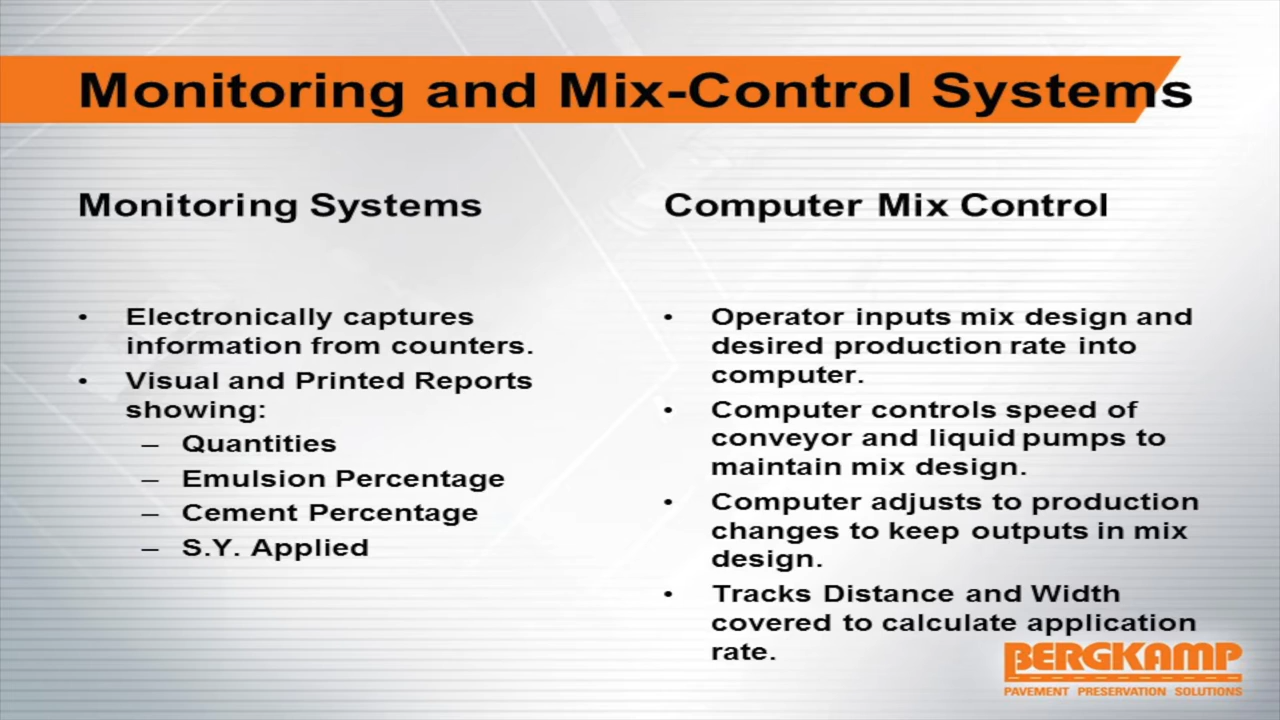 Monitoring and Mix-Control Systems
Monitoring Systems
• Electronically captures
information from counters.
• Visual and Printed Reports
showing:
– Quantities
– Emulsion Percentage
– Cement Percentage
– S.Y. Applied
Computer Mix Control
• Operator inputs mix design and
desired production rate into
computer.
• Computer controls speed of
conveyor and liquid pumps to
maintain mix design.
• Computer adjusts to production
changes to keep outputs in mix
design.
• Tracks Distance and Width
covered to calculate application
rate.
BERGKAMP
PAVEMENT PRESERVATION SOLUTIONS